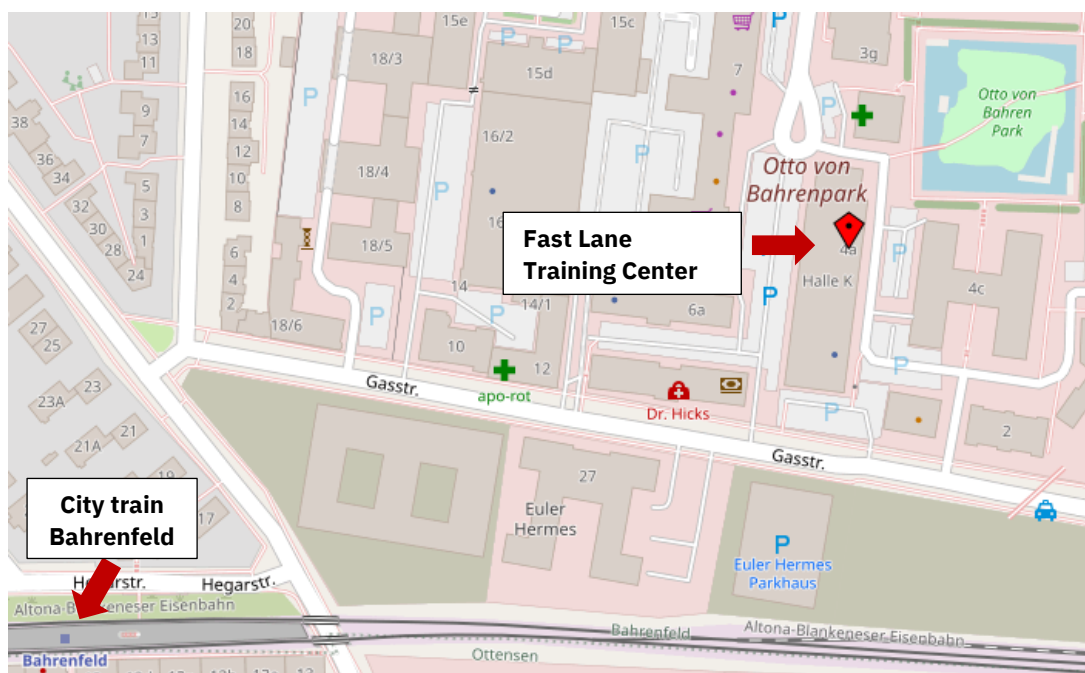 15
13
11
20
18
15e
18/3
15d
15c
7
3g
Otto von
Bahren
Park
38
36
34
32
30
28
24
9
7
5
3
1
16
14
12
10
8
6
4
2
P
P
P
P
P
P
16/2
18/4
18/5
Otto von
Bahrenpark
Fast Lane
Training Center
4a
Halle K
4c
P
P
P
14
14/1
6a
18/6
P
P
P
10
12
apo-rot
Dr. Hicks
P
2
27
25
23
23A
21
21A
19
17
Gasstr.
Gasstr.
City train
Bahrenfeld
27
Euler
Hermes
P
Euler Hermes
Parkhaus
Hegarstr.
Hegarstr.
Altona-Blankeneser Eisenbahn
Bahrenfeld
Altona-Blankeneser Eisenbahn
Bahrenfeld
Ottensen